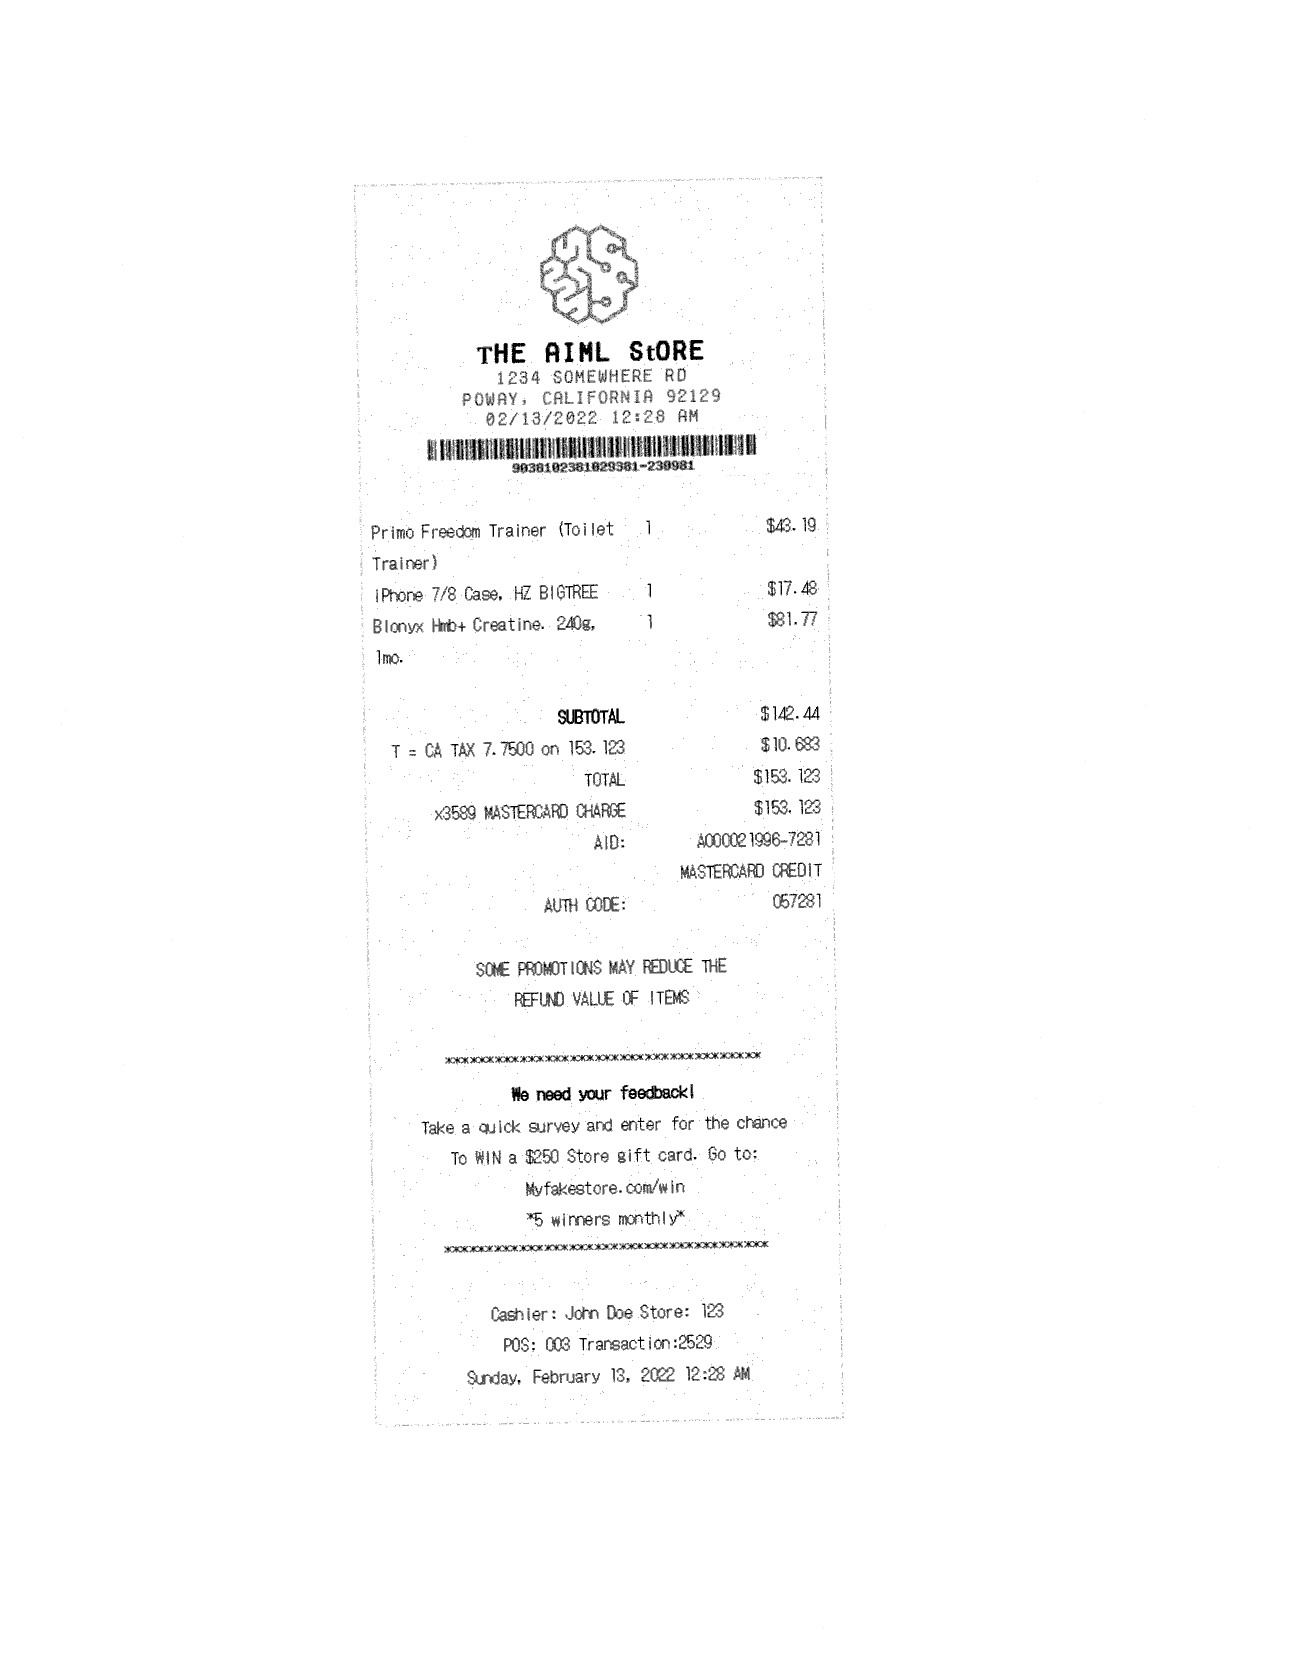 THE AIML StORE
1234 SOMEWHERE RD
POWAY, CALIFORNIA 92129
02/13/2022 12:28 AM
9038102381029381-239981
Primo Freedom Trainer (Toilet 1 $43.19
Trainer)
iPhone 7/8 Case, HZ BIGTREE 1 $17.48
Blonyx Hmb+ Creatine. 240g, 1 $81.77
1mo.
SUBTOTAL $142.44
T = CA TAX 7.7500 on 153.123 $10.683
TOTAL $153.123
x3589 MASTERCARD CHARGE $153.123
AID: A000021996-7281
MASTERCARD CREDIT
AUTH CODE: 057281
SOME PROMOTIONS MAY REDUCE THE
REFUND VALUE OF ITEMS
***************************************
We need your feedback!
Take a quick survey and enter for the chance
To WIN a $250 Store gift card. Go to:
Myfakestore.com/win
*5 winners monthly*
****************************************
Cashier: John Doe Store: 123
POS: 003 Transaction:2529
Sunday, February 13, 2022 12:28 AM